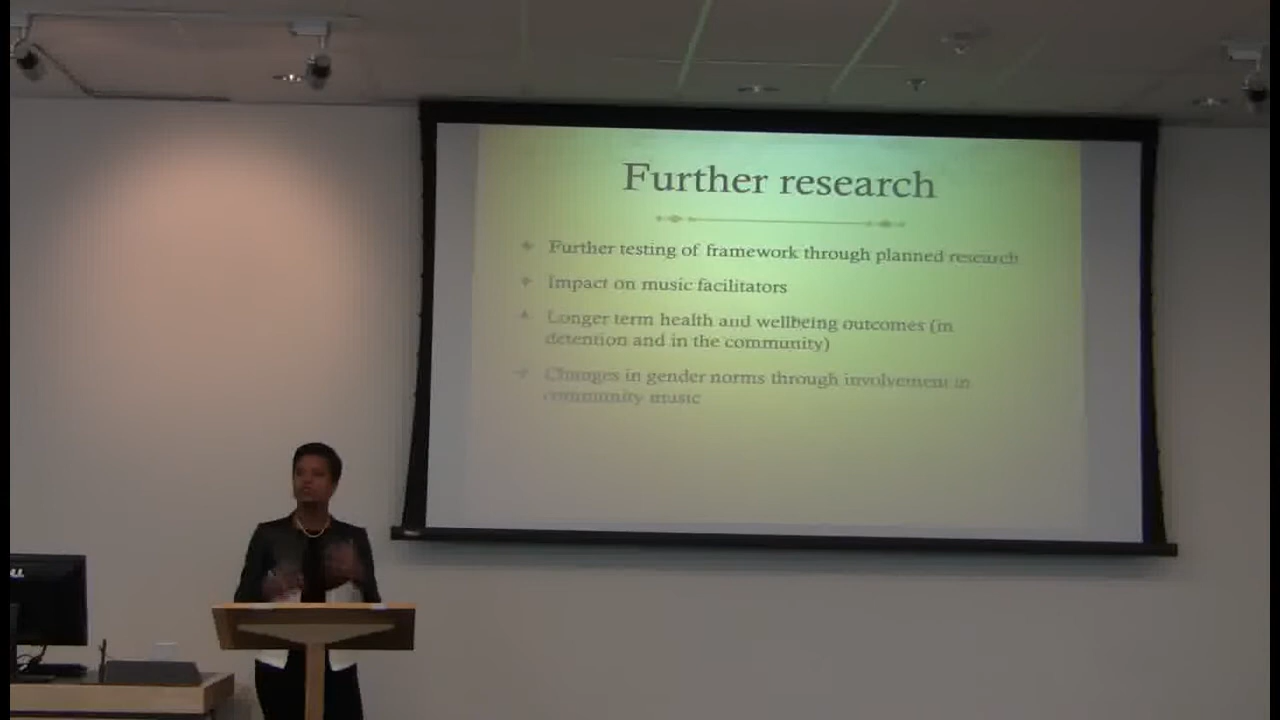 Further research
Further testing of framework through planned research
Impact on music facilitators
Longer term health and wellbeing outcomes (in
detention and in the community)
Changes in gender norms through involvement in
community music